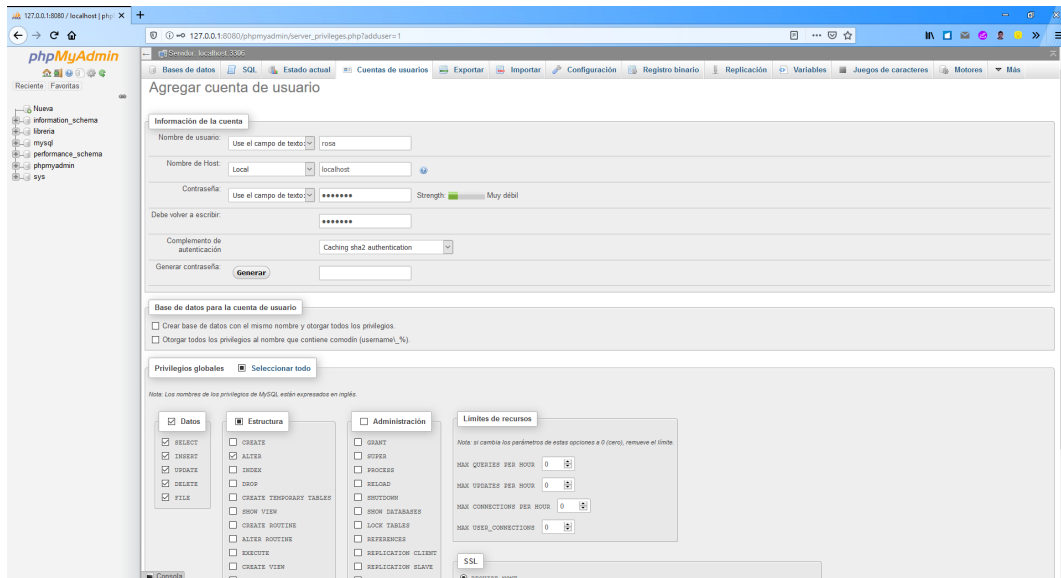 127.0.0.1:8080 / localhost | php
127.0.0.1:8080/phpmyadmin/server_privileges.php?adduser=1
phpMyAdmin
Reciente Favoritas
Nueva
information_schema
libreria
mysql
performance_schema
phpmyadmin
sys
Servidor: localhost:3306
Bases de datos SQL Estado actual Cuentas de usuarios Exportar Importar Configuración Registro binario Replicación Variables Juegos de caracteres Motores Más
Agregar cuenta de usuario
Información de la cuenta
Nombre de usuario: Use el campo de texto: rosa
Nombre de Host: Local localhost
Contraseña: Use el campo de texto: Strength: Muy débil
Debe volver a escribir:
Complemento de autenticación Caching sha2 authentication
Generar contraseña: Generar
Base de datos para la cuenta de usuario
Crear base de datos con el mismo nombre y otorgar todos los privilegios.
Otorgar todos los privilegios al nombre que contiene comodín (username\_%).
Privilegios globales Seleccionar todo
Nota: Los nombres de los privilegios de MySQL están expresados en inglés.
Datos
SELECT
INSERT
UPDATE
DELETE
FILE
Estructura
CREATE
ALTER
INDEX
DROP
CREATE TEMPORARY TABLES
SHOW VIEW
CREATE ROUTINE
ALTER ROUTINE
EXECUTE
CREATE VIEW
Administración
GRANT
SUPER
PROCESS
RELOAD
SHUTDOWN
SHOW DATABASES
LOCK TABLES
REFERENCES
REPLICATION CLIENT
REPLICATION SLAVE
Límites de recursos
Nota: si cambia los parámetros de estas opciones a 0 (cero), remueve el límite.
MAX QUERIES PER HOUR 0
MAX UPDATES PER HOUR 0
MAX CONNECTIONS PER HOUR 0
MAX USER_CONNECTIONS 0
SSL
Consola